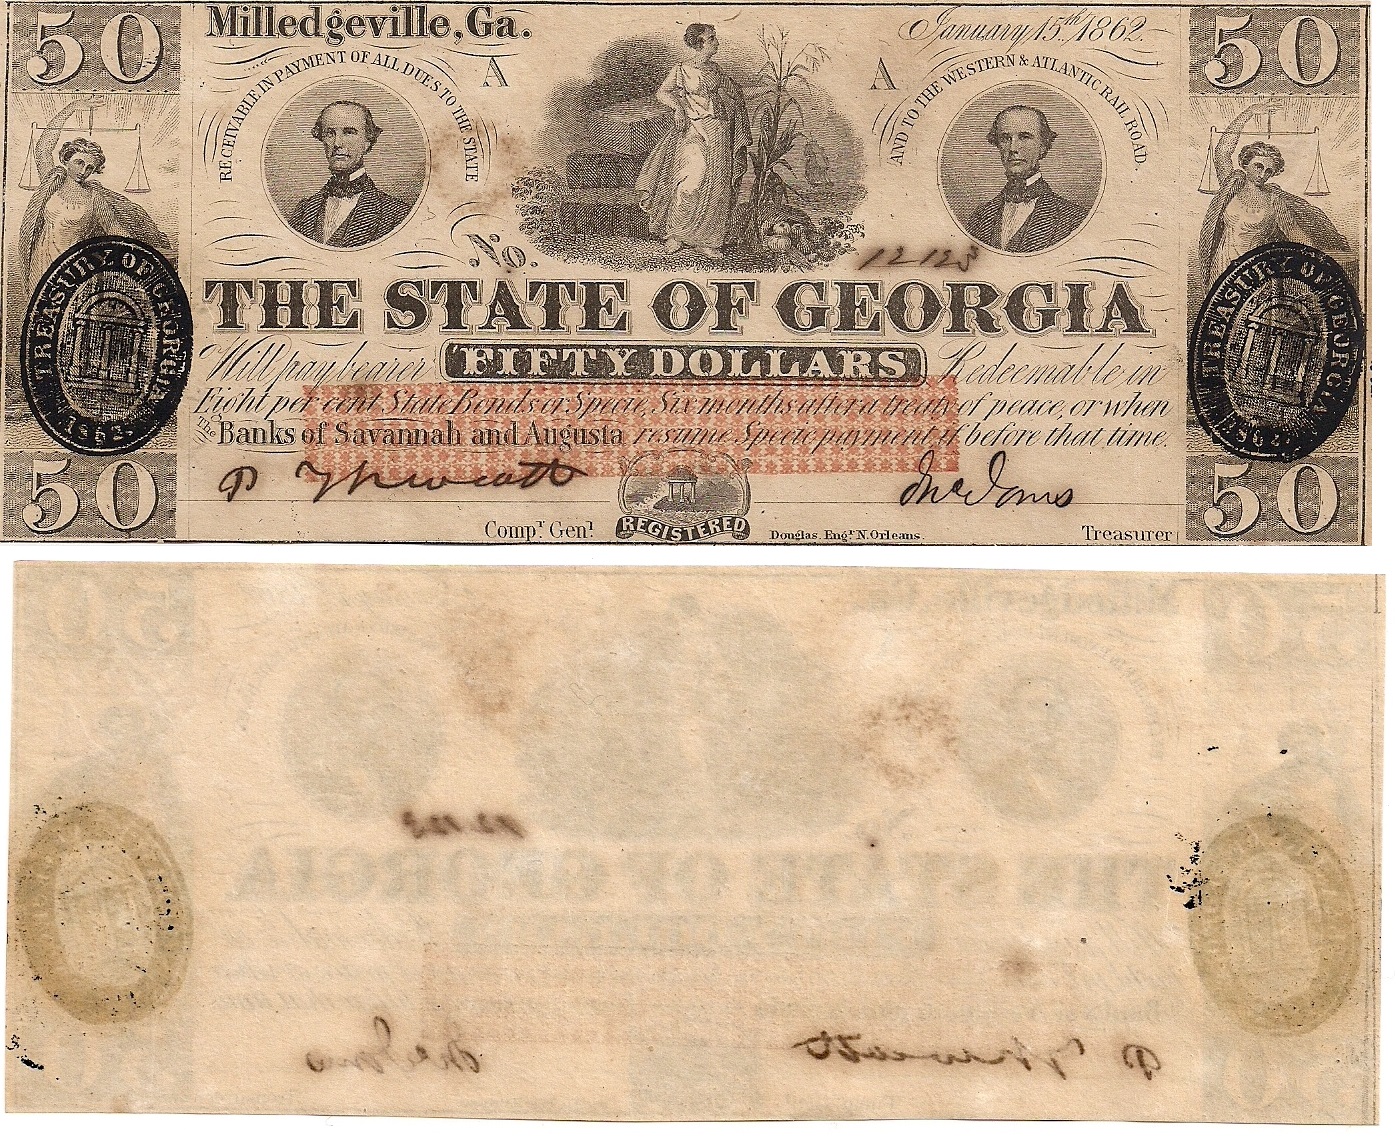 50
Milledgeville, Ga.
January 15th, 1862.
50
RECEIVABLE IN PAYMENT OF ALL DUES TO THE STATE
A
A
AND TO THE WESTERN & ATLANTIC RAIL ROAD.
No. 12123
THE STATE OF GEORGIA
Will pay bearer FIFTY DOLLARS Redeemable in
Eight per cent State Bonds or Specie, Six months after a treaty of peace, or when
the Banks of Savannah and Augusta resume Specie payment if before that time.
TREASURY OF GEORGIA
1862
TREASURY OF GEORGIA
1862
50
P Thweatt
Compr. Genl.
REGISTERED
Douglas. Engr. N. Orleans.
Jno Jones
Treasurer
50